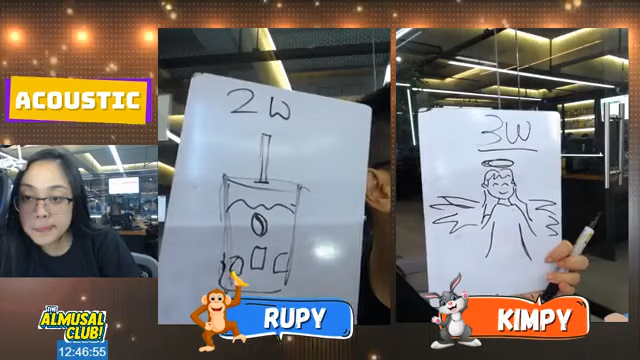 ACOUSTIC
2W
3W
THE
ALMUSAL
CLUB!
12:46:55
RUPY
KIMPY